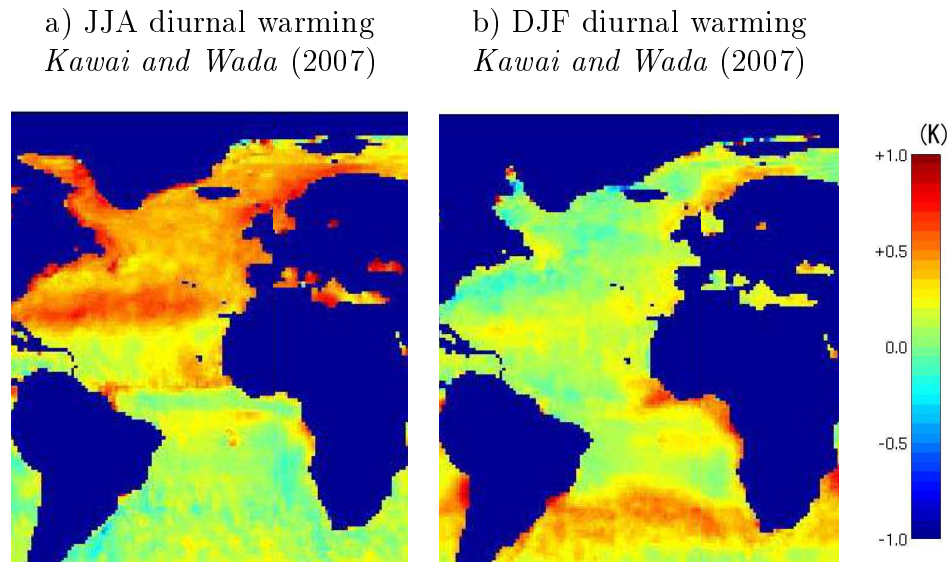 a) JJA diurnal warming
Kawai and Wada (2007)
b) DJF diurnal warming
Kawai and Wada (2007)
(K)
+1.0
+0.5
0.0
-0.5
-1.0